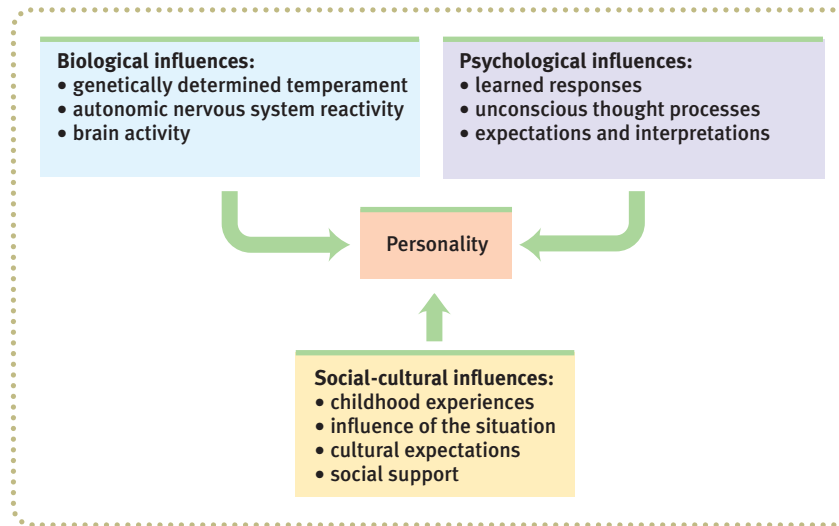 Biological influences:
• genetically determined temperament
• autonomic nervous system reactivity
• brain activity
Psychological influences:
• learned responses
• unconscious thought processes
• expectations and interpretations
Personality
Social-cultural influences:
• childhood experiences
• influence of the situation
• cultural expectations
• social support